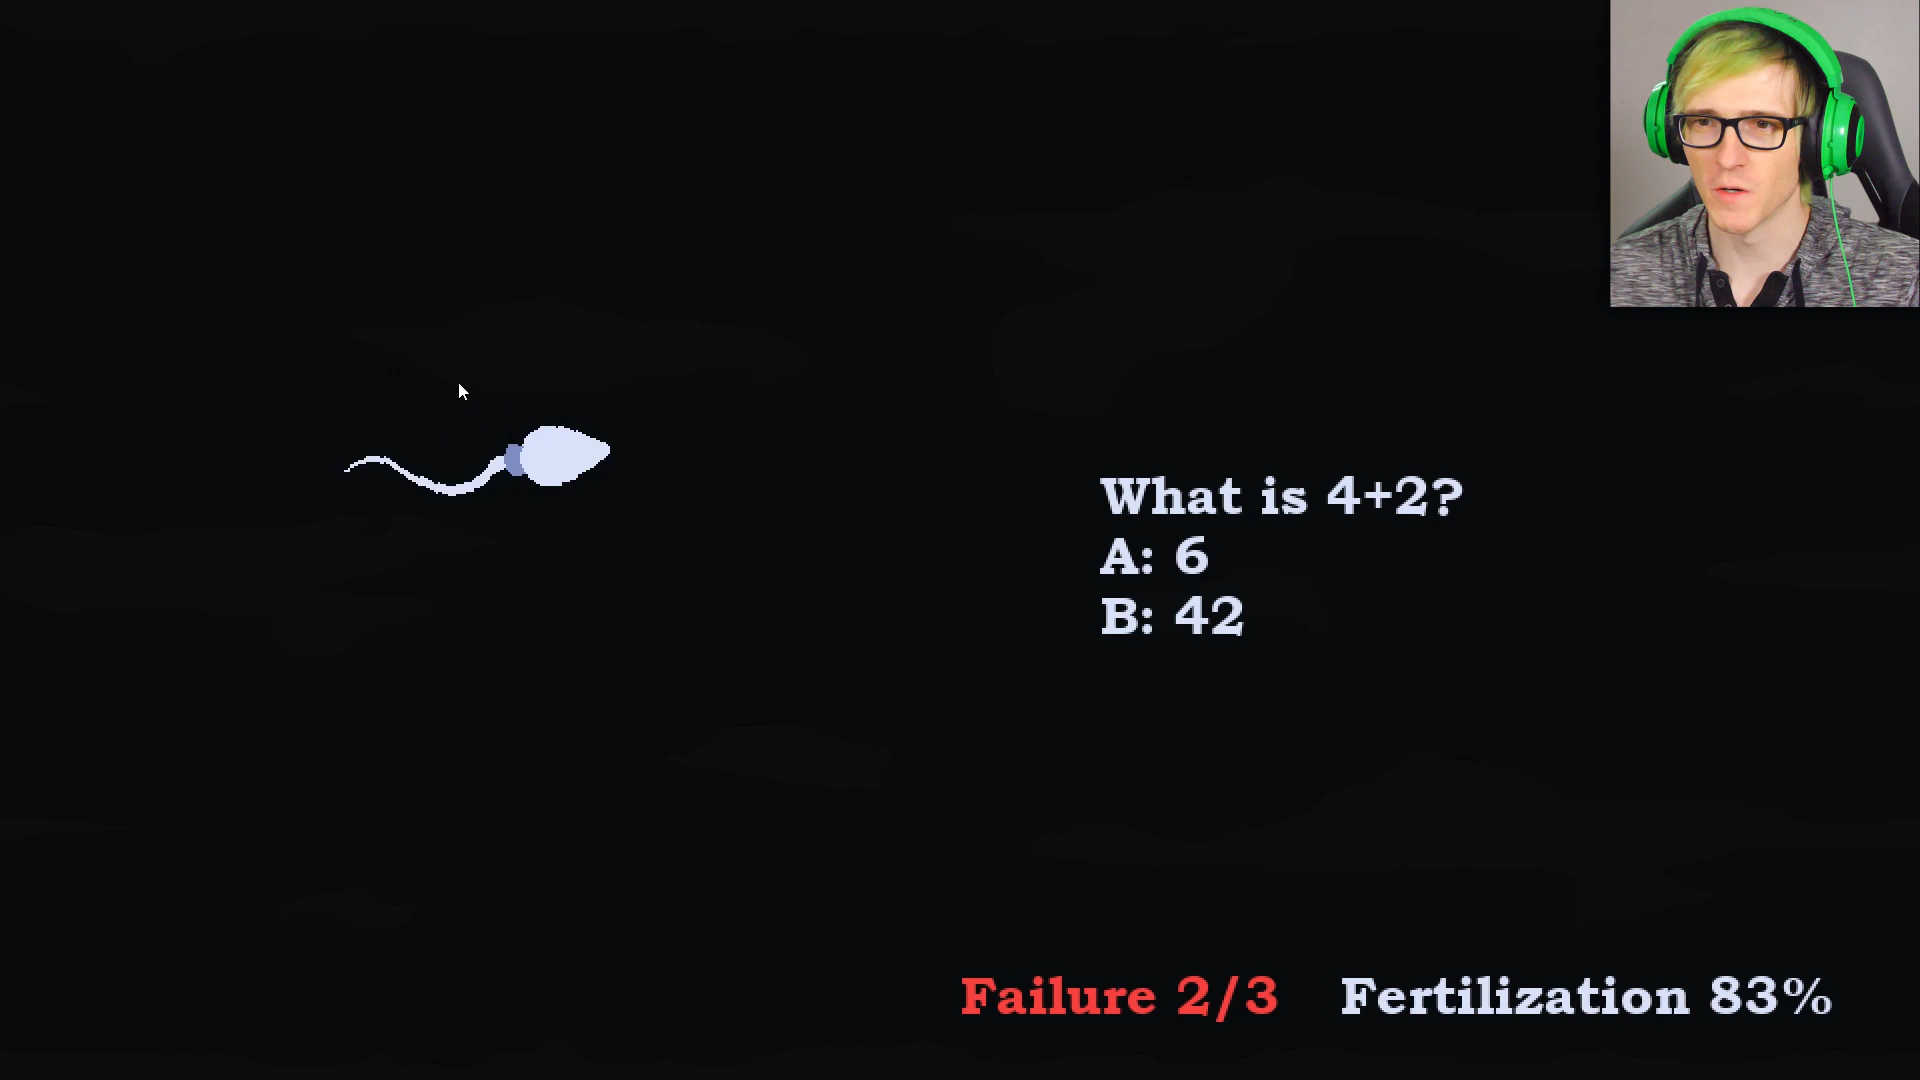 What is 4+2?
A: 6
B: 42
Failure 2/3 Fertilization 83%